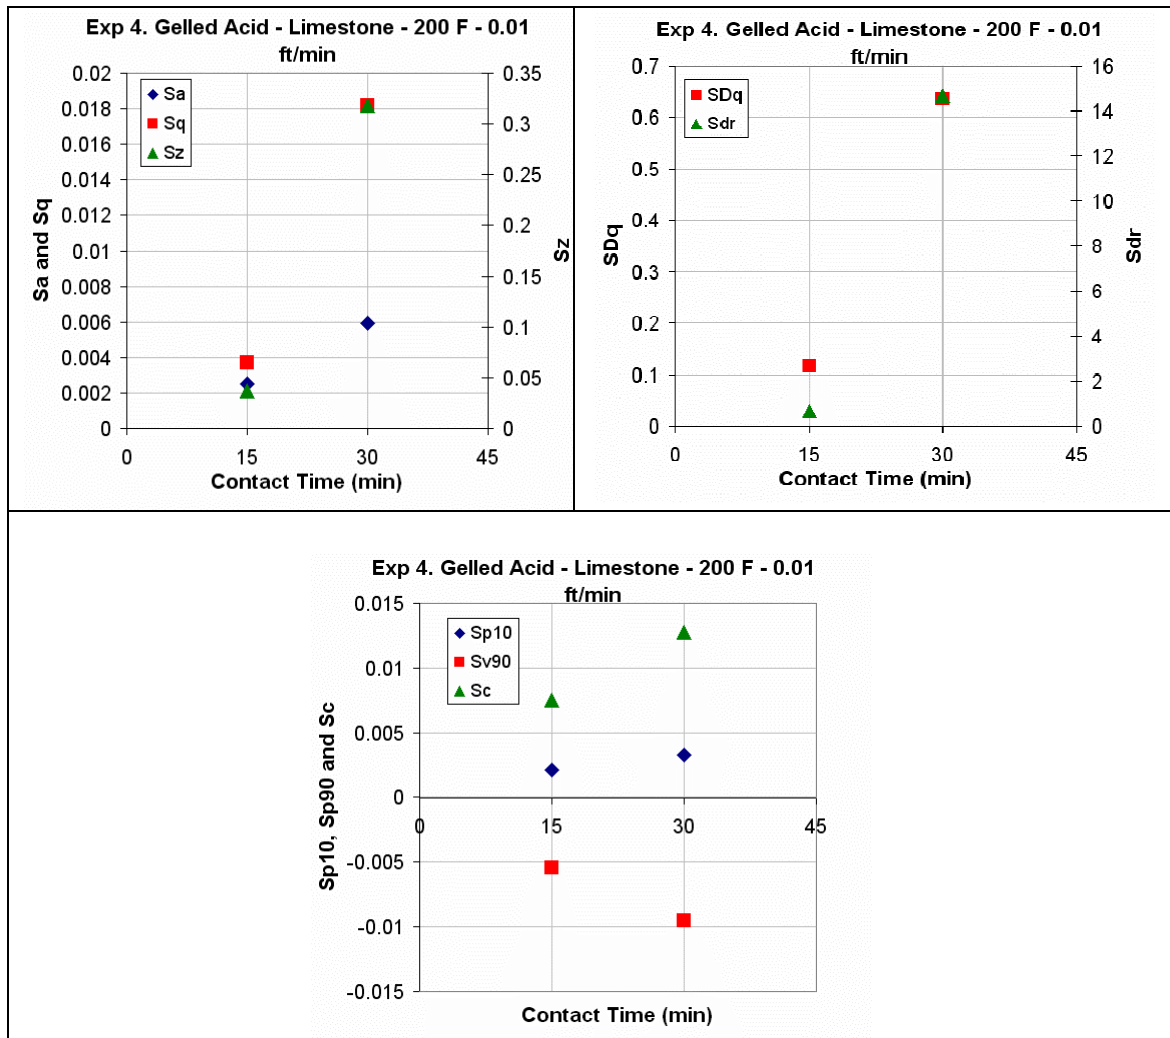 Exp 4. Gelled Acid - Limestone - 200 F - 0.01
ft/min
0.02
0.018
0.016
0.014
0.012
0.01
0.008
0.006
0.004
0.002
0
Sa and Sq
Sa
Sq
Sz
0.35
0.3
0.25
0.2
0.15
0.1
0.05
0
Sz
0
15
30
45
Contact Time (min)
Exp 4. Gelled Acid - Limestone - 200 F - 0.01
ft/min
0.7
0.6
0.5
0.4
0.3
0.2
0.1
0
SDq
SDq
Sdr
16
14
12
10
8
6
4
2
0
Sdr
0
15
30
45
Contact Time (min)
Exp 4. Gelled Acid - Limestone - 200 F - 0.01
ft/min
0.015
0.01
0.005
0
-0.005
-0.01
-0.015
Sp10, Sp90 and Sc
Sp10
Sv90
Sc
0
15
30
45
Contact Time (min)